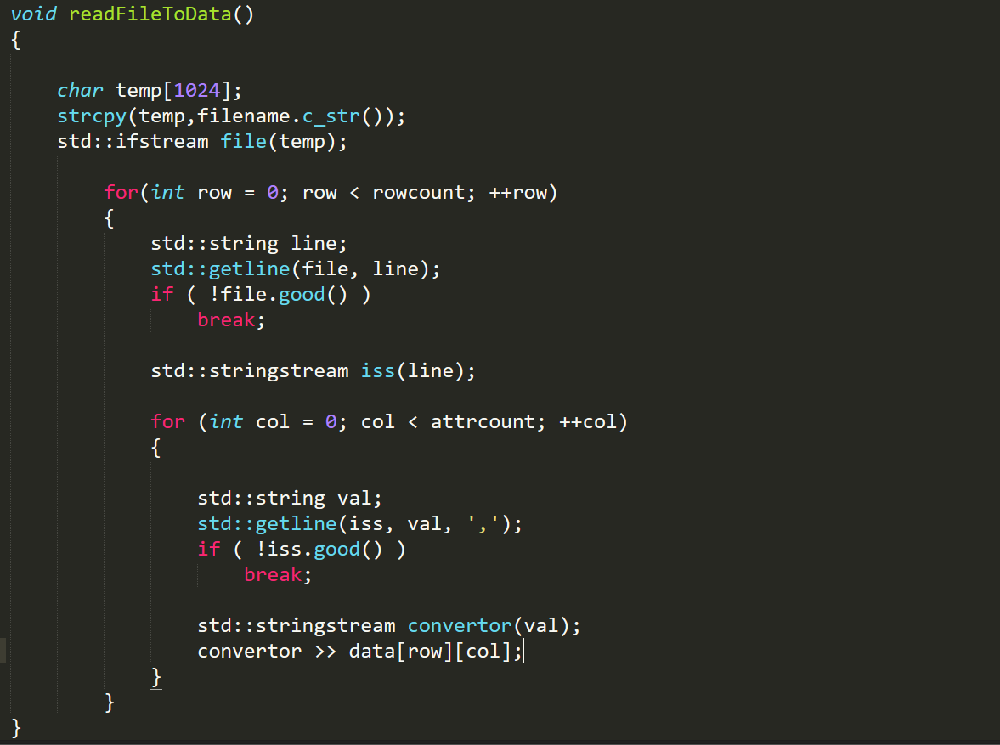 void readFileToData()
{
char temp[1024];
strcpy(temp,filename.c_str());
std::ifstream file(temp);
for(int row = 0; row < rowcount; ++row)
{
std::string line;
std::getline(file, line);
if ( !file.good() )
break;
std::stringstream iss(line);
for (int col = 0; col < attrcount; ++col)
{
std::string val;
std::getline(iss, val, ',');
if ( !iss.good() )
break;
std::stringstream convertor(val);
convertor >> data[row][col];
}
}
}